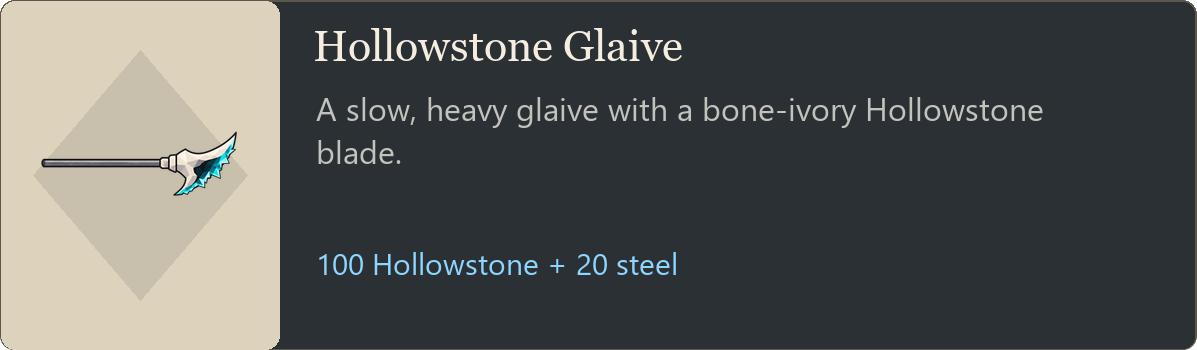 Hollowstone Glaive
A slow, heavy glaive with a bone-ivory Hollowstone
blade.
100 Hollowstone + 20 steel